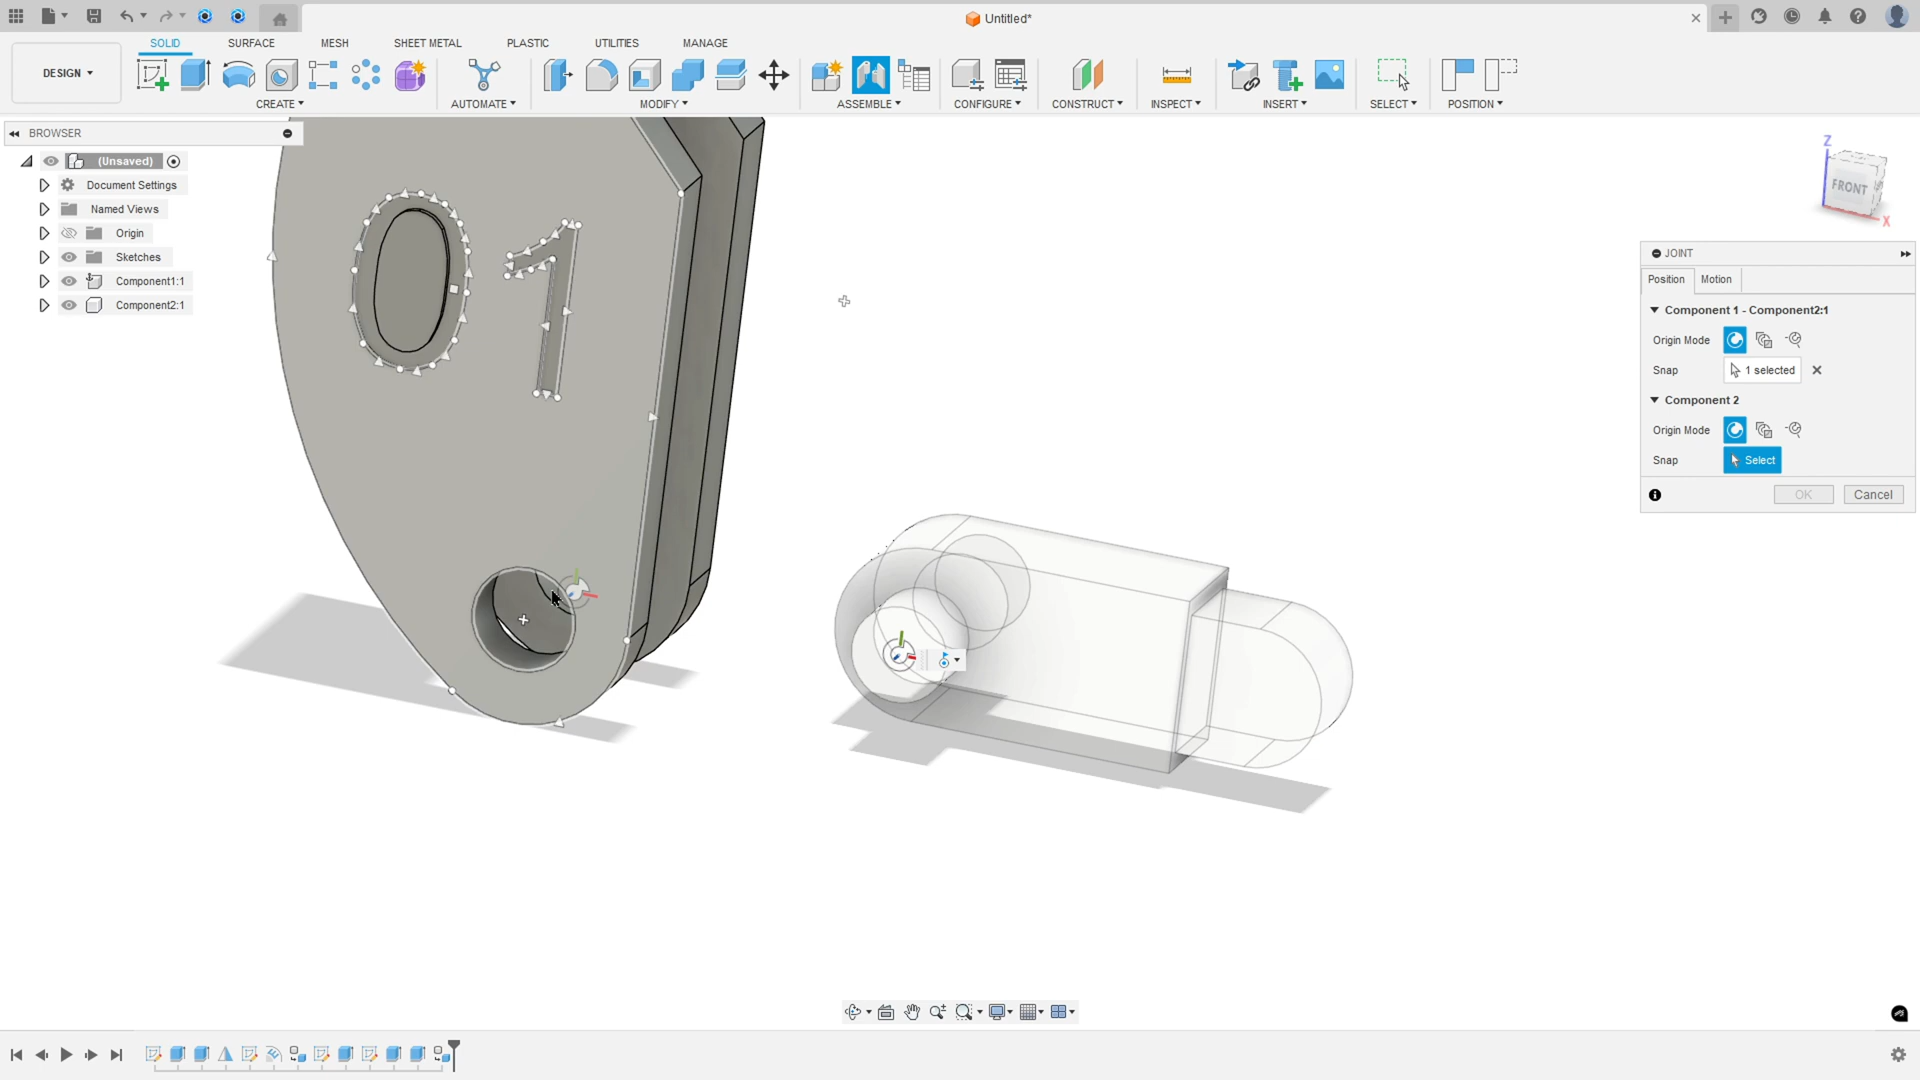 Untitled*
SOLID
SURFACE
MESH
SHEET METAL
PLASTIC
UTILITIES
MANAGE
DESIGN
CREATE
AUTOMATE
MODIFY
ASSEMBLE
CONFIGURE
CONSTRUCT
INSPECT
INSERT
SELECT
POSITION
BROWSER
(Unsaved)
Document Settings
Named Views
Origin
Sketches
Component1:1
Component2:1
01
Z
FRONT
X
JOINT
Position
Motion
Component 1 - Component2:1
Origin Mode
Snap
1 selected
Component 2
Origin Mode
Snap
Select
OK
Cancel